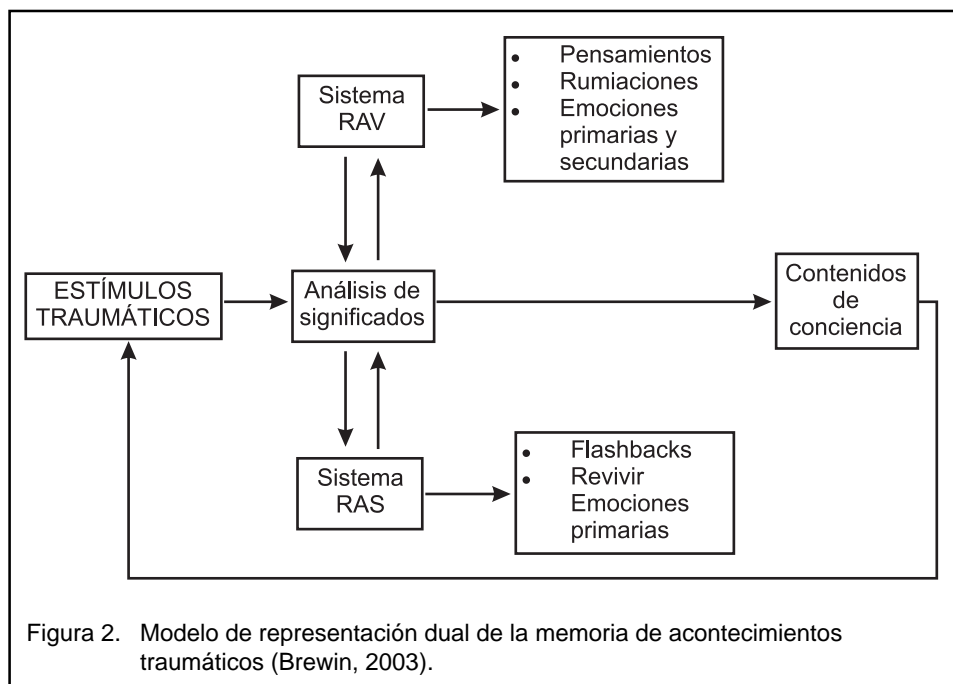 Sistema
RAV
• Pensamientos
• Rumiaciones
• Emociones
primarias y
secundarias
ESTÍMULOS
TRAUMÁTICOS
Análisis de
significados
Contenidos
de
conciencia
Sistema
RAS
• Flashbacks
• Revivir
Emociones
primarias
Figura 2. Modelo de representación dual de la memoria de acontecimientos
traumáticos (Brewin, 2003).